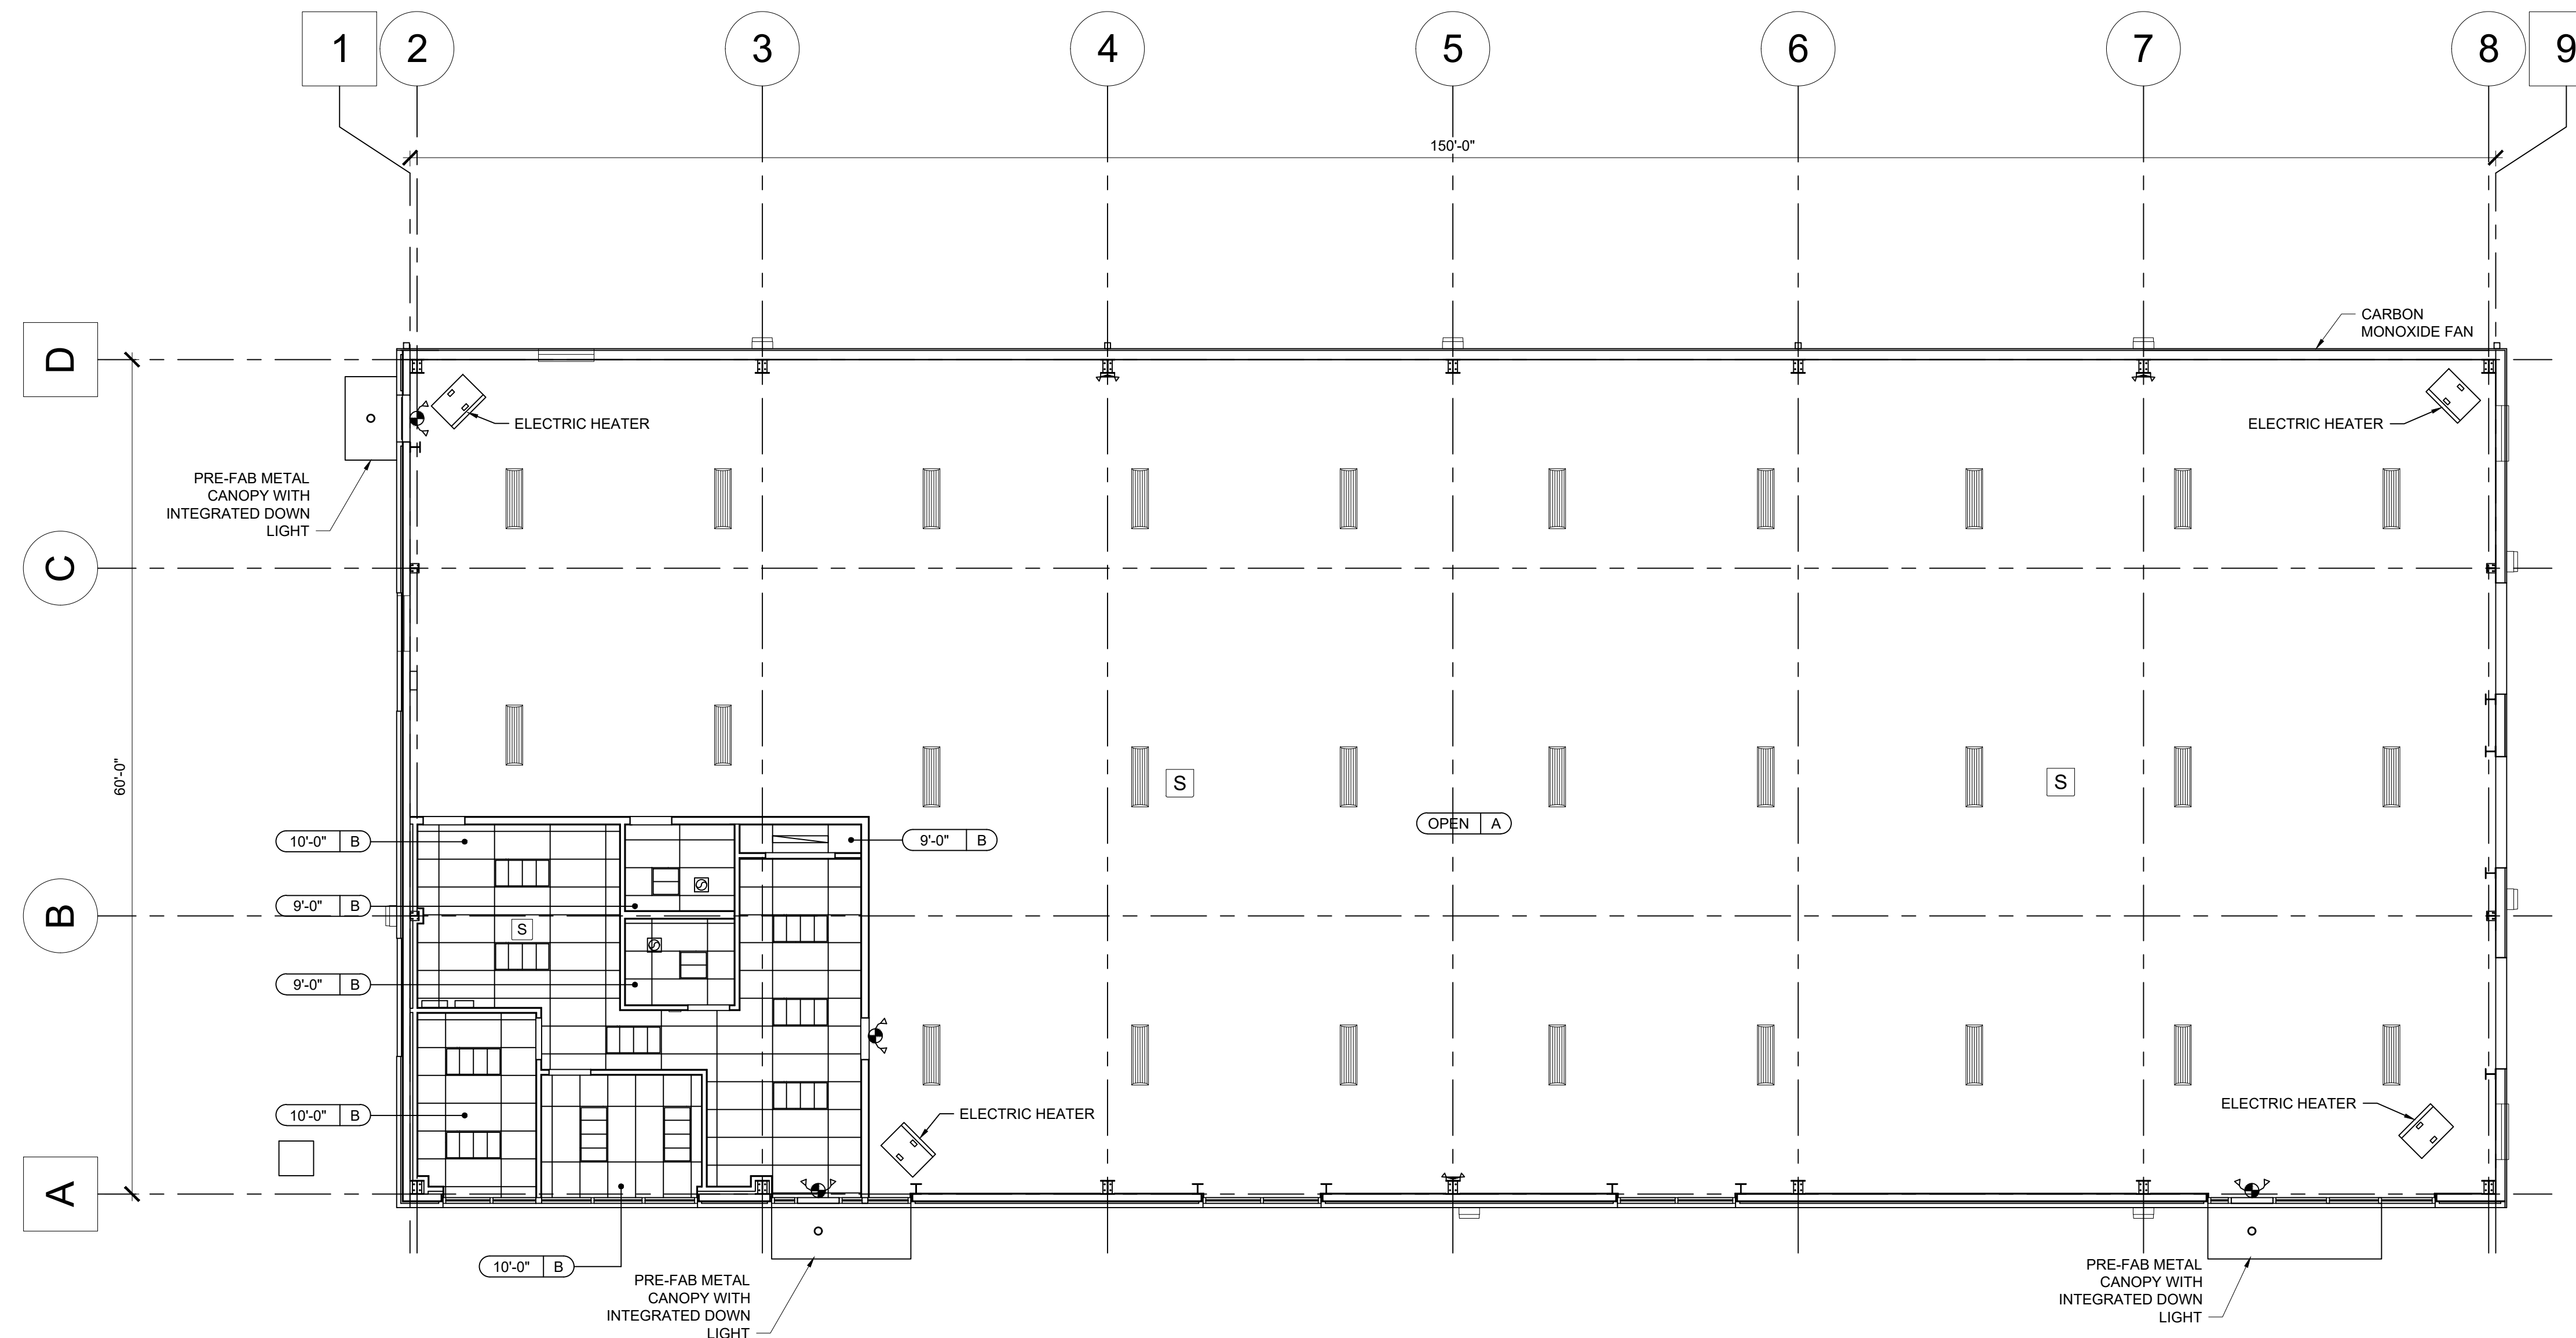 1
2
3
4
5
6
7
8
9
150'-0"
D
CARBON
MONOXIDE FAN
ELECTRIC HEATER
ELECTRIC HEATER
PRE-FAB METAL
CANOPY WITH
INTEGRATED DOWN
LIGHT
C
60'-0"
S
S
OPEN A
10'-0" B
9'-0" B
9'-0" B
B
S
9'-0" B
10'-0" B
ELECTRIC HEATER
ELECTRIC HEATER
A
10'-0" B
PRE-FAB METAL
CANOPY WITH
INTEGRATED DOWN
LIGHT
PRE-FAB METAL
CANOPY WITH
INTEGRATED DOWN
LIGHT